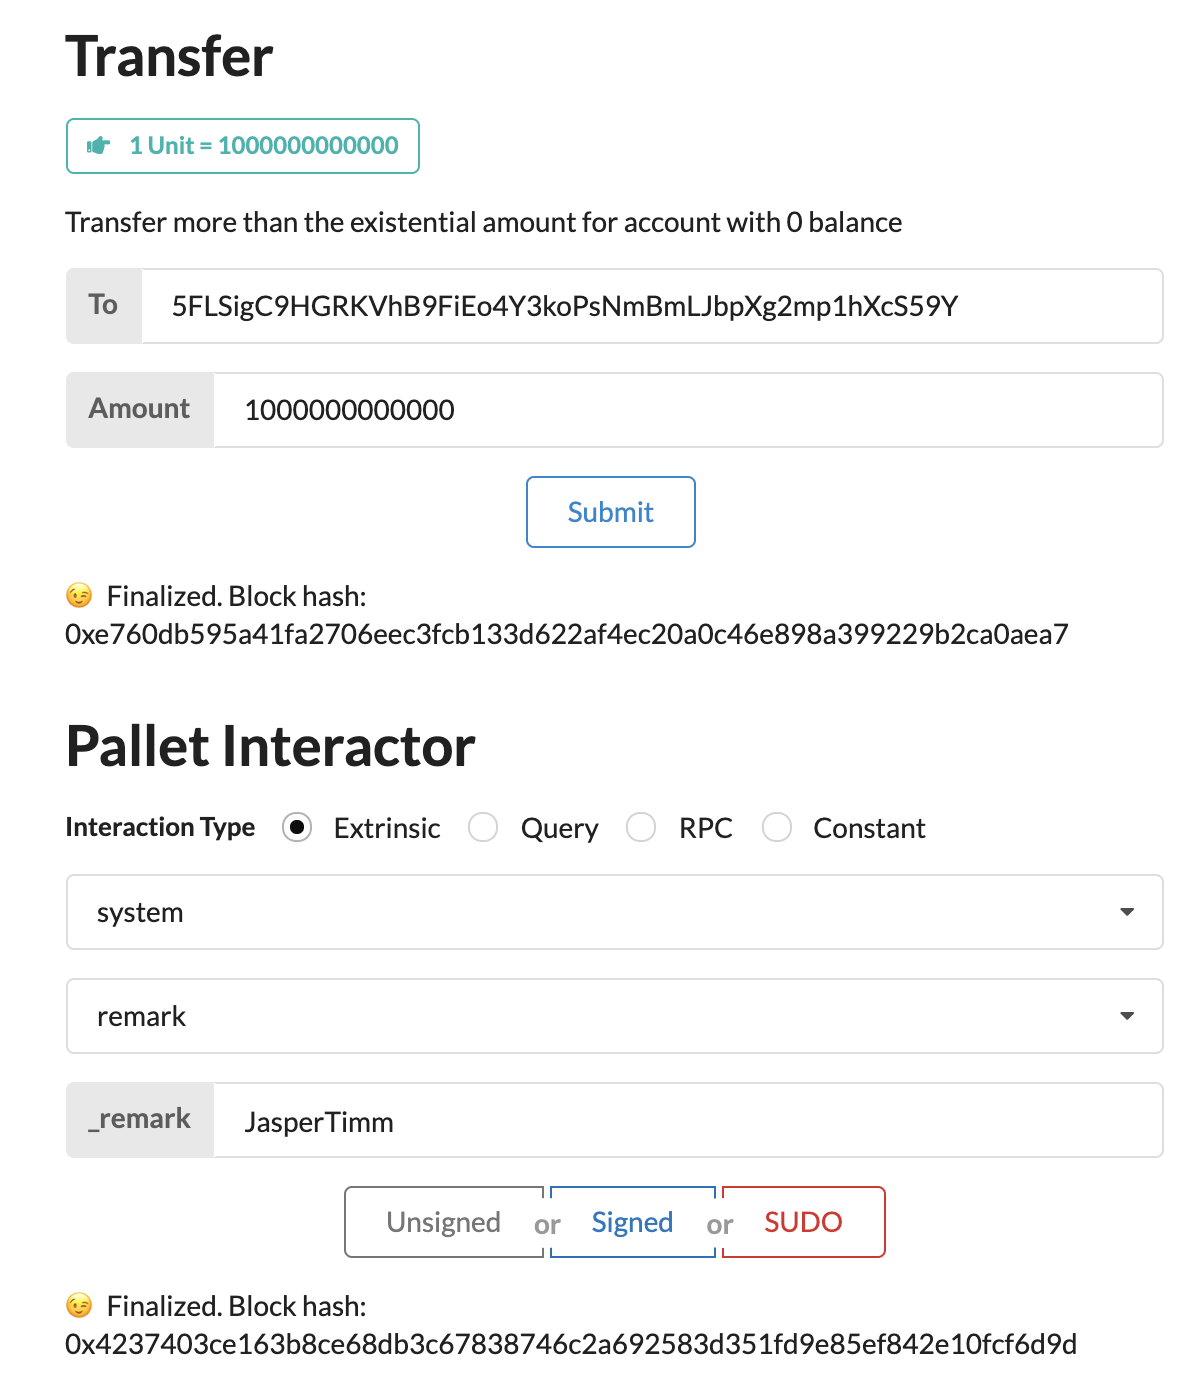 Transfer
1 Unit = 1000000000000
Transfer more than the existential amount for account with 0 balance
To 5FLSigC9HGRKVhB9FiEo4Y3koPsNmBmLJbpXg2mp1hXcS59Y
Amount 1000000000000
Submit
😉 Finalized. Block hash:
0xe760db595a41fa2706eec3fcb133d622af4ec20a0c46e898a399229b2ca0aea7
Pallet Interactor
Interaction Type Extrinsic Query RPC Constant
system
remark
_remark JasperTimm
Unsigned or Signed or SUDO
😉 Finalized. Block hash:
0x4237403ce163b8ce68db3c67838746c2a692583d351fd9e85ef842e10fcf6d9d